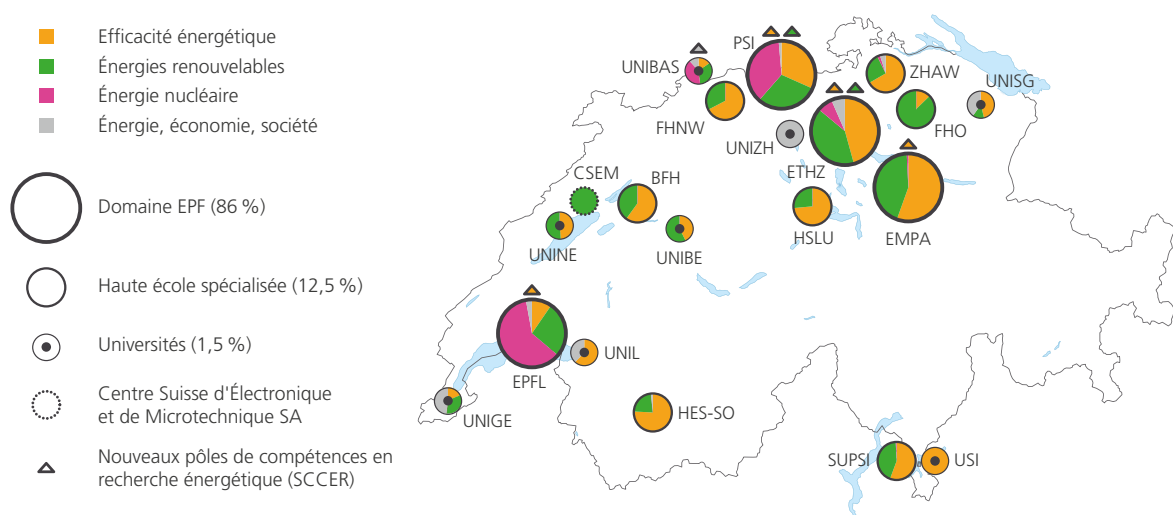 Efficacité énergétique
Énergies renouvelables
Énergie nucléaire
Énergie, économie, société
Domaine EPF (86 %)
Haute école spécialisée (12,5 %)
Universités (1,5 %)
Centre Suisse d'Électronique
et de Microtechnique SA
Nouveaux pôles de compétences en
recherche énergétique (SCCER)
PSI
UNIBAS
ZHAW
UNISG
FHNW
FHO
UNIZH
ETHZ
CSEM
BFH
HSLU
EMPA
UNINE
UNIBE
EPFL
UNIL
UNIGE
HES-SO
SUPSI
USI